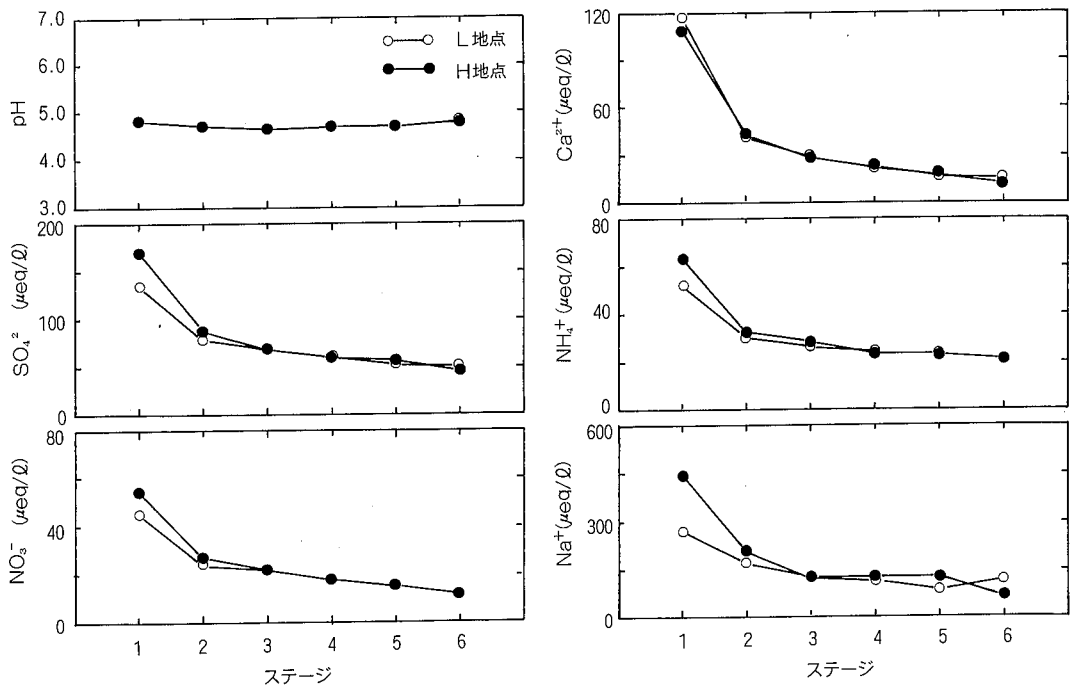 7.0
6.0
5.0
4.0
3.0
pH
L地点
H地点
200
100
0
SO₄² (μeq/ℓ)
80
40
0
NO₃⁻ (μeq/ℓ)
1 2 3 4 5 6
ステージ
120
60
0
Ca²⁺(μeq/ℓ)
80
40
0
NH₄⁺(μeq/ℓ)
600
300
0
Na⁺(μeq/ℓ)
1 2 3 4 5 6
ステージ